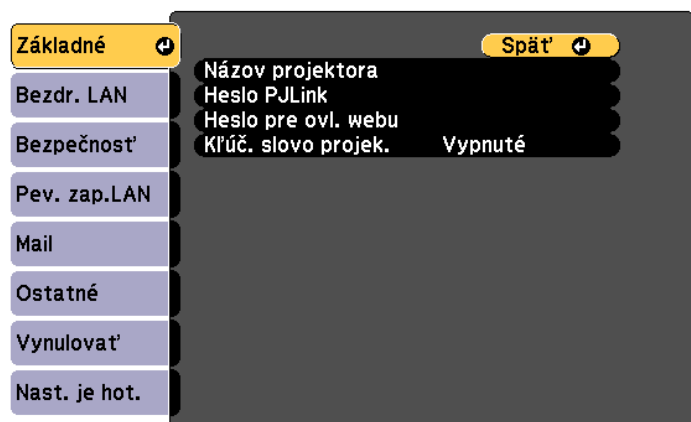 Základné
Bezdr. LAN
Bezpečnosť
Pev. zap.LAN
Mail
Ostatné
Vynulovať
Nast. je hot.
Späť
Názov projektora
Heslo PJLink
Heslo pre ovl. webu
Kľúč. slovo projek. Vypnuté